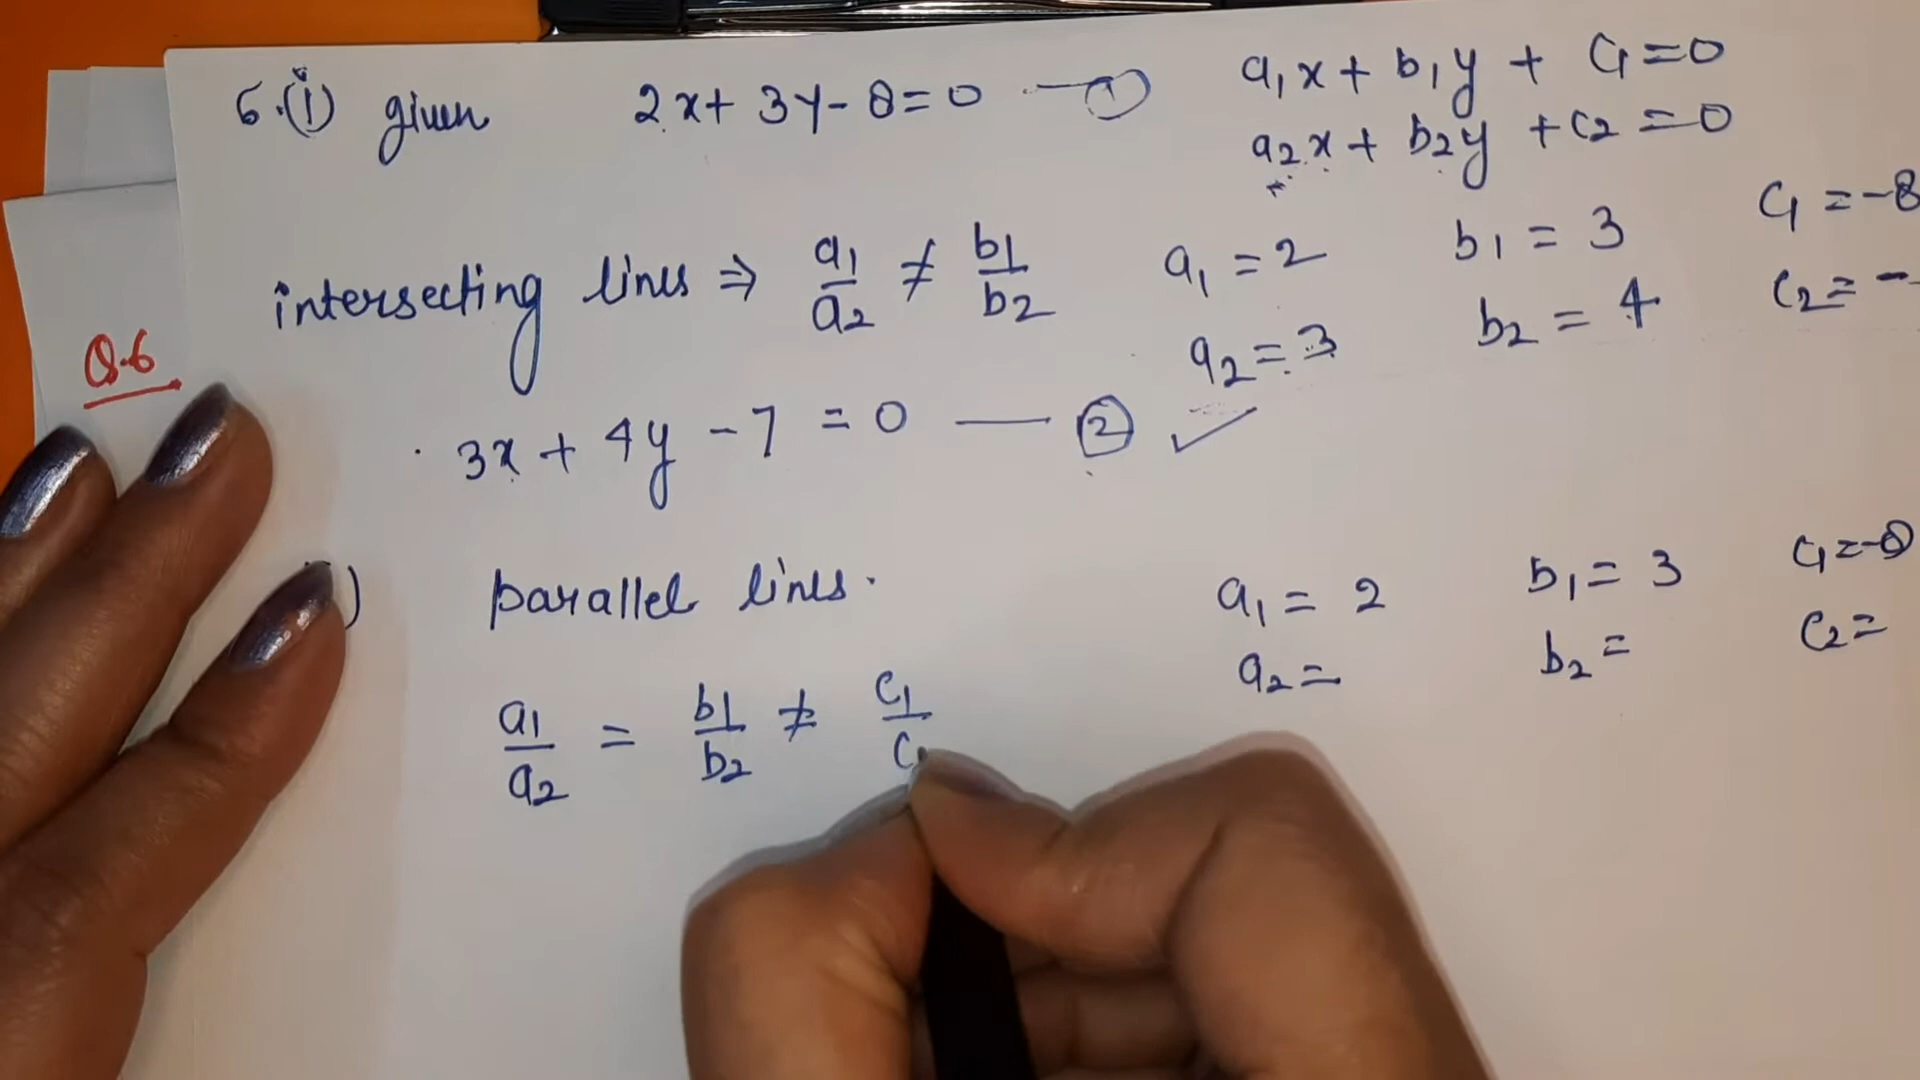 6.(i) given 2x + 3y - 8 = 0 — ①
a₁x + b₁y + c₁ = 0
a₂x + b₂y + c₂ = 0
intersecting lines ⇒ a₁/a₂ ≠ b₁/b₂
a₁ = 2 b₁ = 3 c₁ = -8
a₂ = 3 b₂ = 4 c₂ = -
Q.6
3x + 4y - 7 = 0 — ② ✓
) parallel lines.
a₁ = 2 b₁ = 3 c₁ = -8
a₂ = b₂ = c₂ =
a₁/a₂ = b₁/b₂ ≠ c₁/c